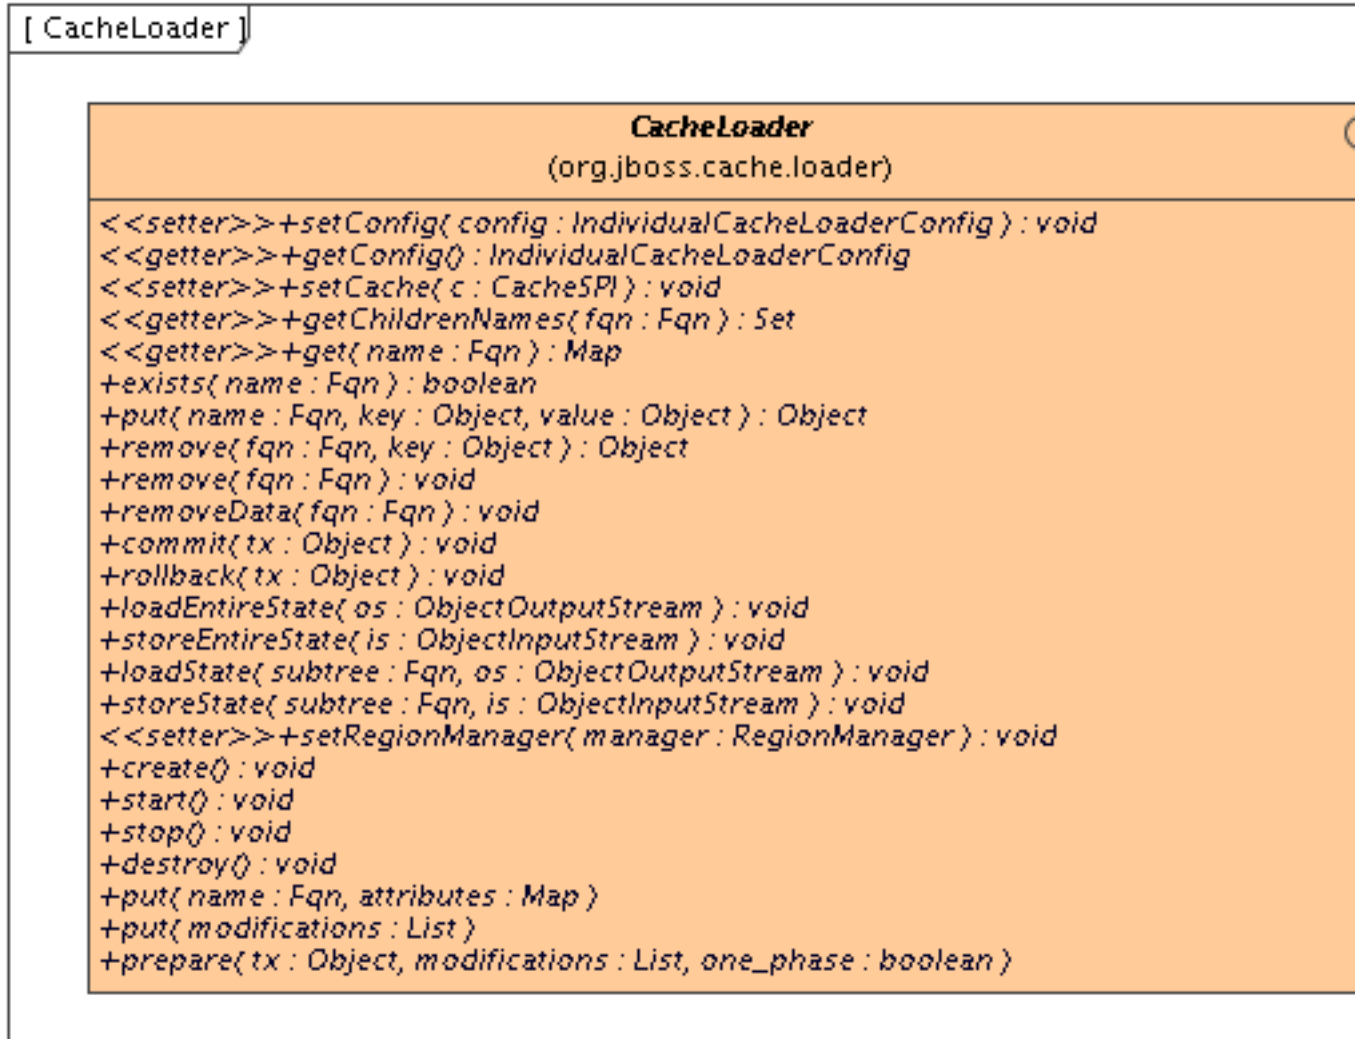 [ CacheLoader ]
CacheLoader
(org.jboss.cache.loader)
<<setter>>+setConfig( config : IndividualCacheLoaderConfig ) : void
<<getter>>+getConfig() : IndividualCacheLoaderConfig
<<setter>>+setCache( c : CacheSPI ) : void
<<getter>>+getChildrenNames( fqn : Fqn ) : Set
<<getter>>+get( name : Fqn ) : Map
+exists( name : Fqn ) : boolean
+put( name : Fqn, key : Object, value : Object ) : Object
+remove( fqn : Fqn, key : Object ) : Object
+remove( fqn : Fqn ) : void
+removeData( fqn : Fqn ) : void
+commit( tx : Object ) : void
+rollback( tx : Object ) : void
+loadEntireState( os : ObjectOutputStream ) : void
+storeEntireState( is : ObjectInputStream ) : void
+loadState( subtree : Fqn, os : ObjectOutputStream ) : void
+storeState( subtree : Fqn, is : ObjectInputStream ) : void
<<setter>>+setRegionManager( manager : RegionManager ) : void
+create() : void
+start() : void
+stop() : void
+destroy() : void
+put( name : Fqn, attributes : Map )
+put( modifications : List )
+prepare( tx : Object, modifications : List, one_phase : boolean )